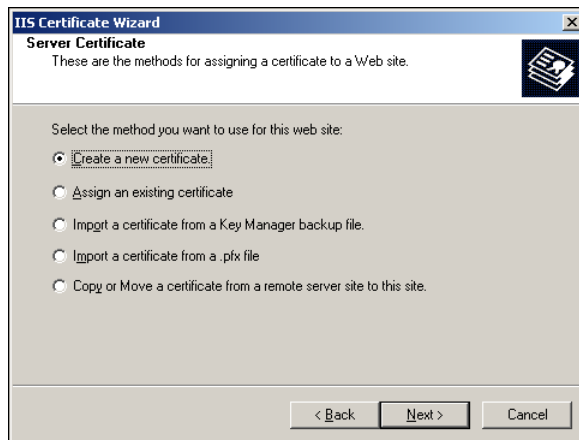 IIS Certificate Wizard
Server Certificate
These are the methods for assigning a certificate to a Web site.
Select the method you want to use for this web site:
Create a new certificate.
Assign an existing certificate
Import a certificate from a Key Manager backup file.
Import a certificate from a .pfx file
Copy or Move a certificate from a remote server site to this site.
< Back Next > Cancel